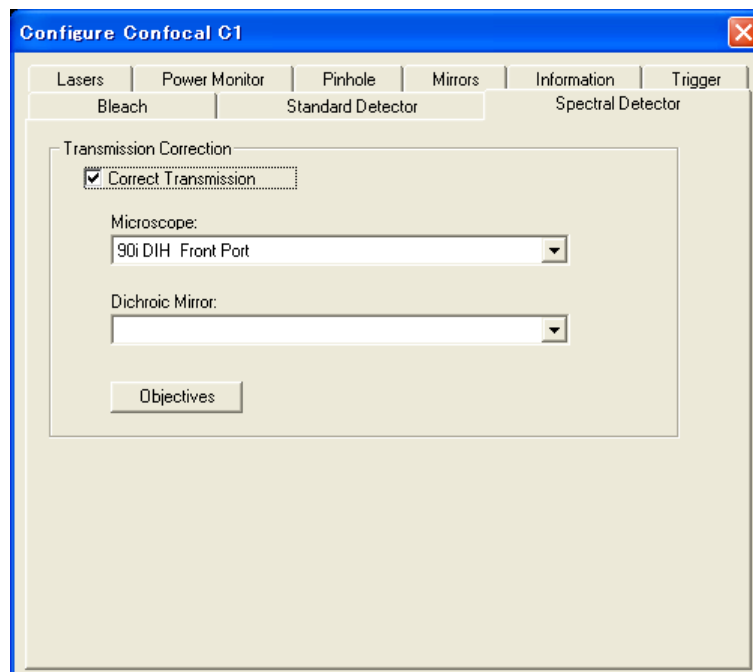 Configure Confocal C1
Lasers Power Monitor Pinhole Mirrors Information Trigger
Bleach Standard Detector Spectral Detector
Transmission Correction
Correct Transmission
Microscope:
90i DIH  Front Port
Dichroic Mirror:
Objectives